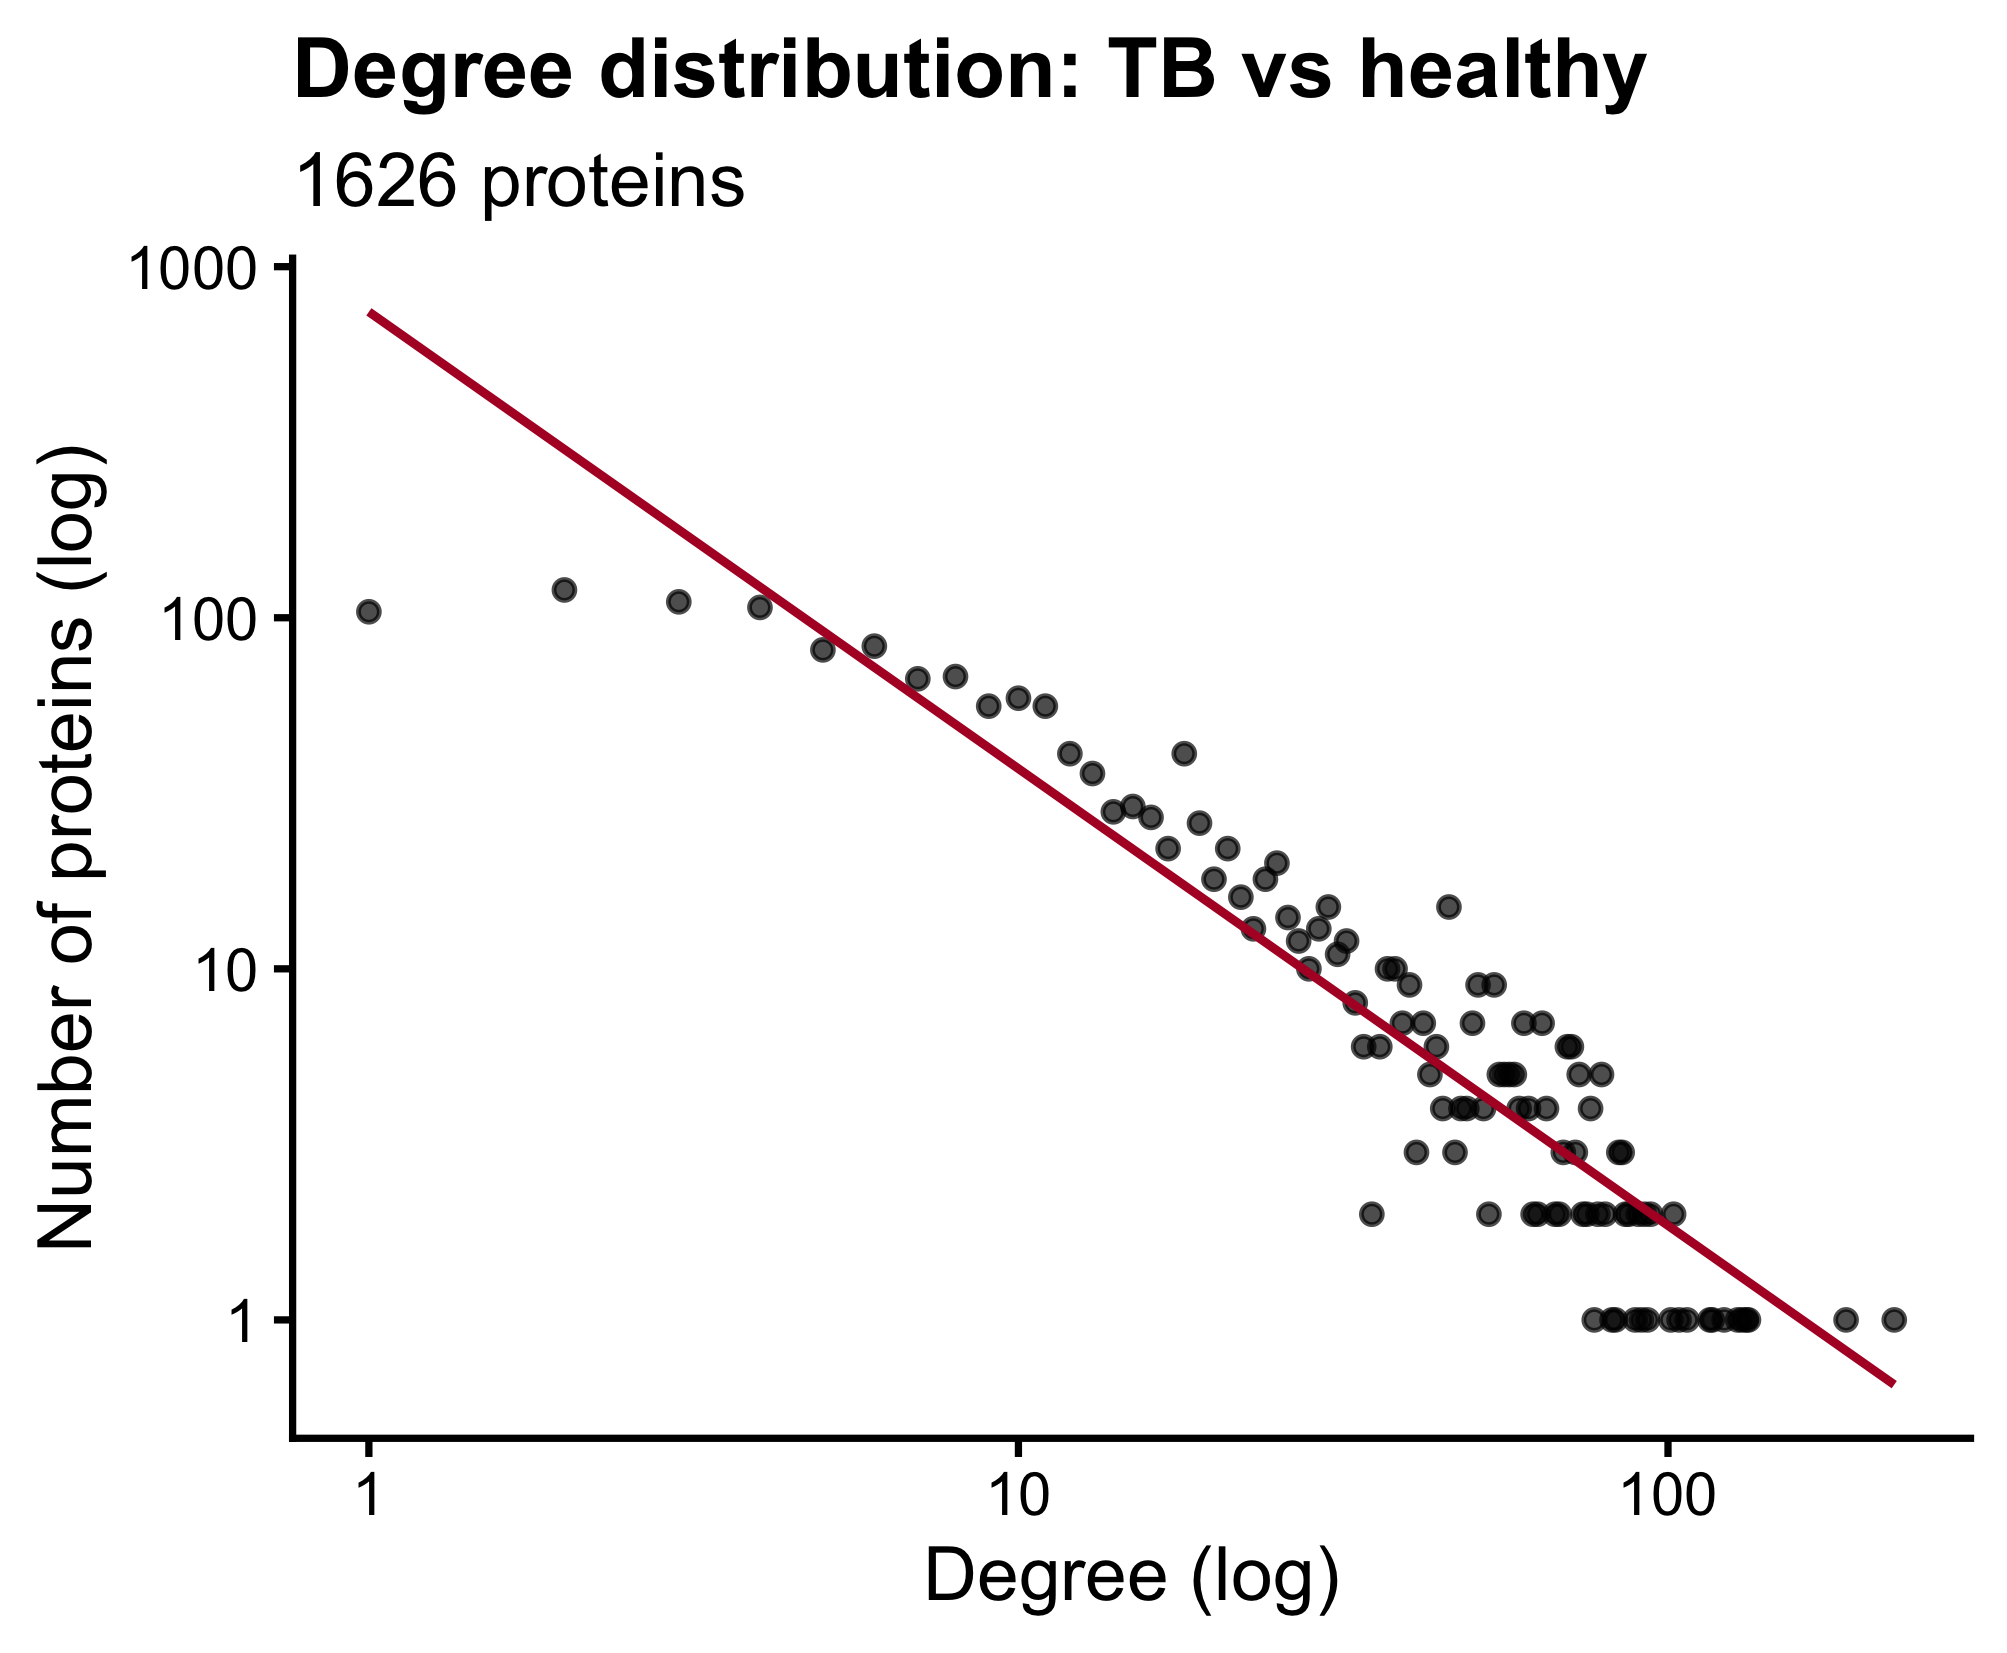 Degree distribution: TB vs healthy
1626 proteins
1000
100
10
1
Number of proteins (log)
1
10
100
Degree (log)